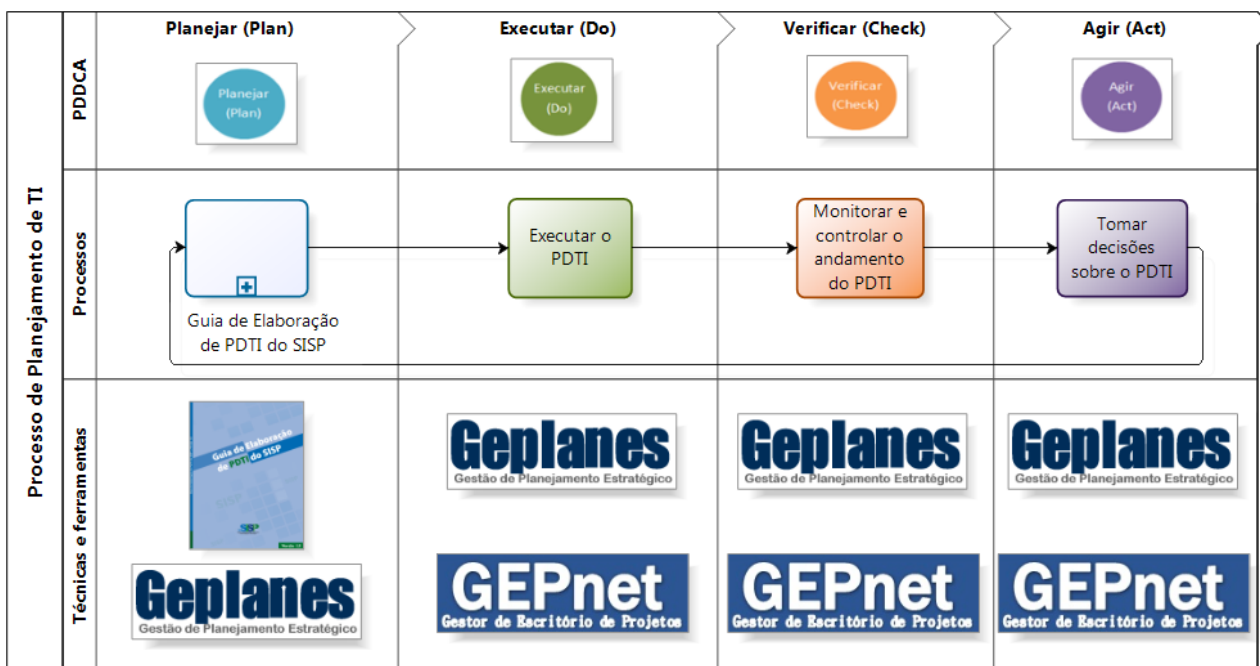 Processo de Planejamento de TI
Planejar (Plan)
Executar (Do)
Verificar (Check)
Agir (Act)
PDDCA
Planejar
(Plan)
Executar
(Do)
Verificar
(Check)
Agir
(Act)
Processos
Guia de Elaboração
de PDTI do SISP
Executar o
PDTI
Monitorar e
controlar o
andamento
do PDTI
Tomar
decisões
sobre o PDTI
Técnicas e ferramentas
Guia de Elaboração
de PDTI do SISP
SISP
Geplanes
Gestão de Planejamento Estratégico
Geplanes
Gestão de Planejamento Estratégico
Geplanes
Gestão de Planejamento Estratégico
Geplanes
Gestão de Planejamento Estratégico
GEPnet
Gestor de Escritório de Projetos
GEPnet
Gestor de Escritório de Projetos
GEPnet
Gestor de Escritório de Projetos